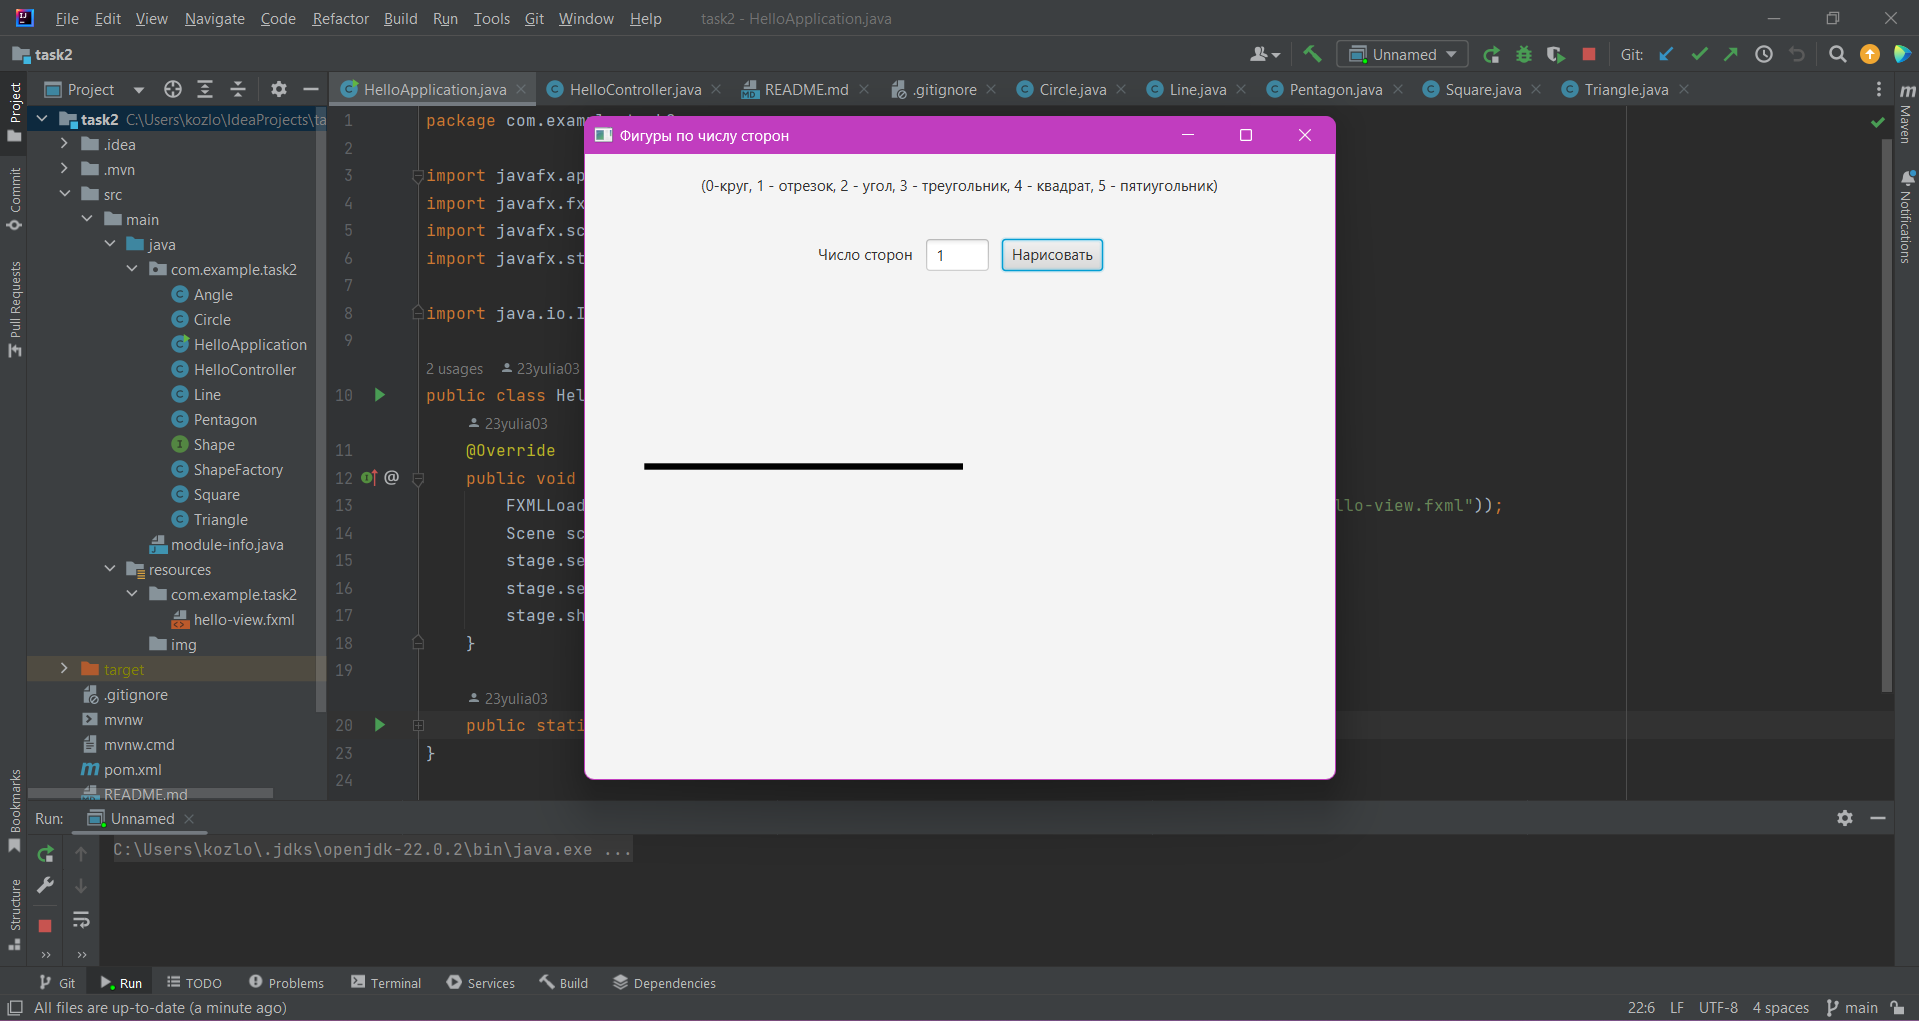 File Edit View Navigate Code Refactor Build Run Tools Git Window Help task2 - HelloApplication.java
task2
Unnamed
Git:
Project
HelloApplication.java
HelloController.java
README.md
.gitignore
Circle.java
Line.java
Pentagon.java
Square.java
Triangle.java
Project
Commit
Pull Requests
Bookmarks
Structure
task2 C:\Users\kozlo\IdeaProjects\ta
.idea
.mvn
src
main
java
com.example.task2
Angle
Circle
HelloApplication
HelloController
Line
Pentagon
Shape
ShapeFactory
Square
Triangle
module-info.java
resources
com.example.task2
hello-view.fxml
img
target
.gitignore
mvnw
mvnw.cmd
pom.xml
README.md
1 package com.exam
2
3 import javafx.ap
4 import javafx.fx
5 import javafx.sc
6 import javafx.st
7
8 import java.io.I
9
2 usages 23yulia03
10 public class Hel
23yulia03
11 @Override
12 @ public void
13 FXMLLoad llo-view.fxml"));
14 Scene sc
15 stage.se
16 stage.se
17 stage.sh
18 }
19
23yulia03
20 public stati
23 }
24
Фигуры по числу сторон
(0-круг, 1 - отрезок, 2 - угол, 3 - треугольник, 4 - квадрат, 5 - пятиугольник)
Число сторон 1 Нарисовать
Maven
Notifications
Run: Unnamed
C:\Users\kozlo\.jdks\openjdk-22.0.2\bin\java.exe ...
Git Run TODO Problems Terminal Services Build Dependencies
All files are up-to-date (a minute ago)
22:6 LF UTF-8 4 spaces main